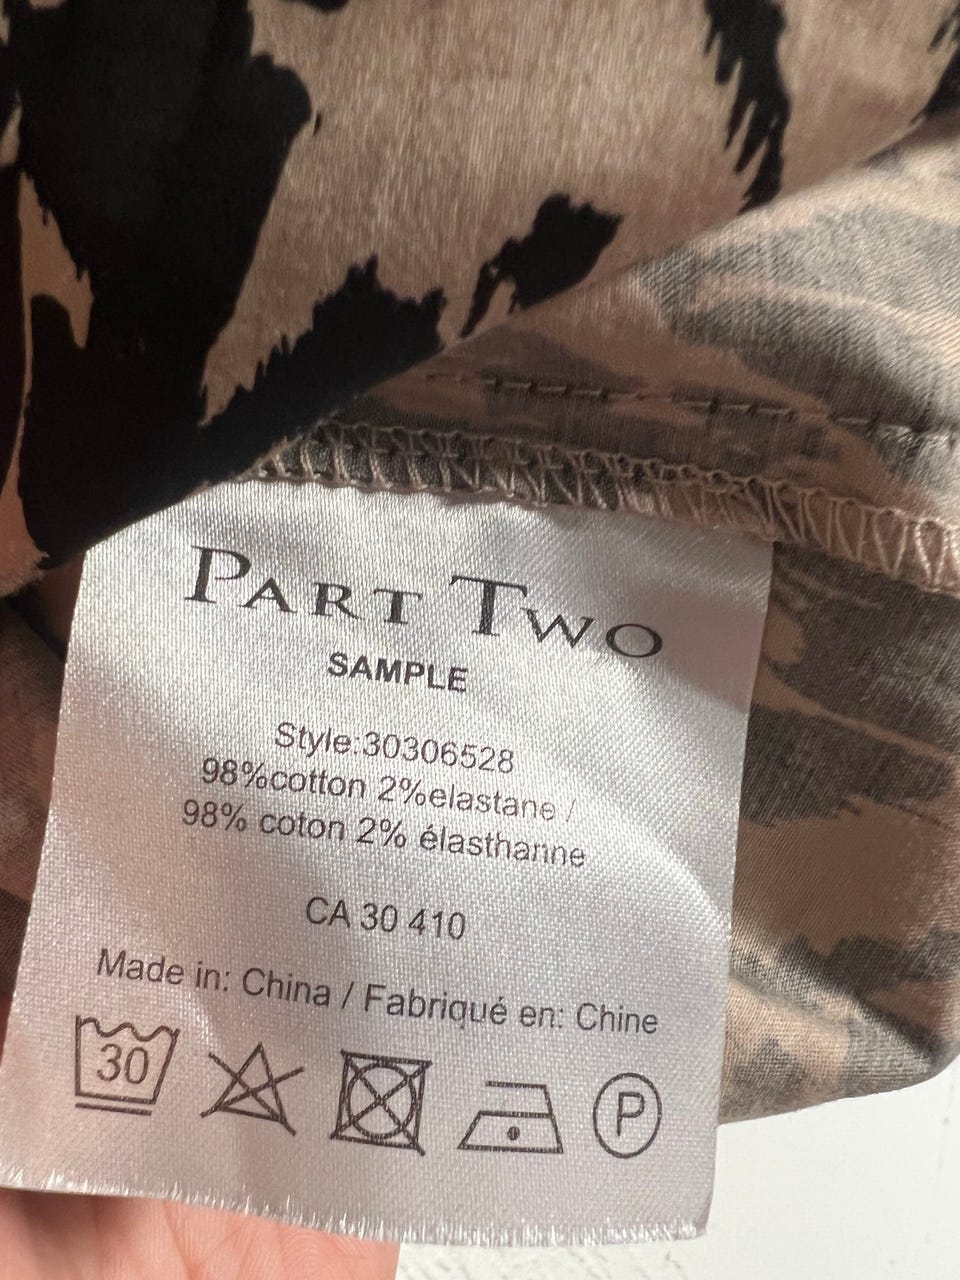 PART TWO
SAMPLE
Style:30306528
98%cotton 2%elastane /
98% coton 2% élasthanne
CA 30 410
Made in: China / Fabriqué en: Chine
30
P